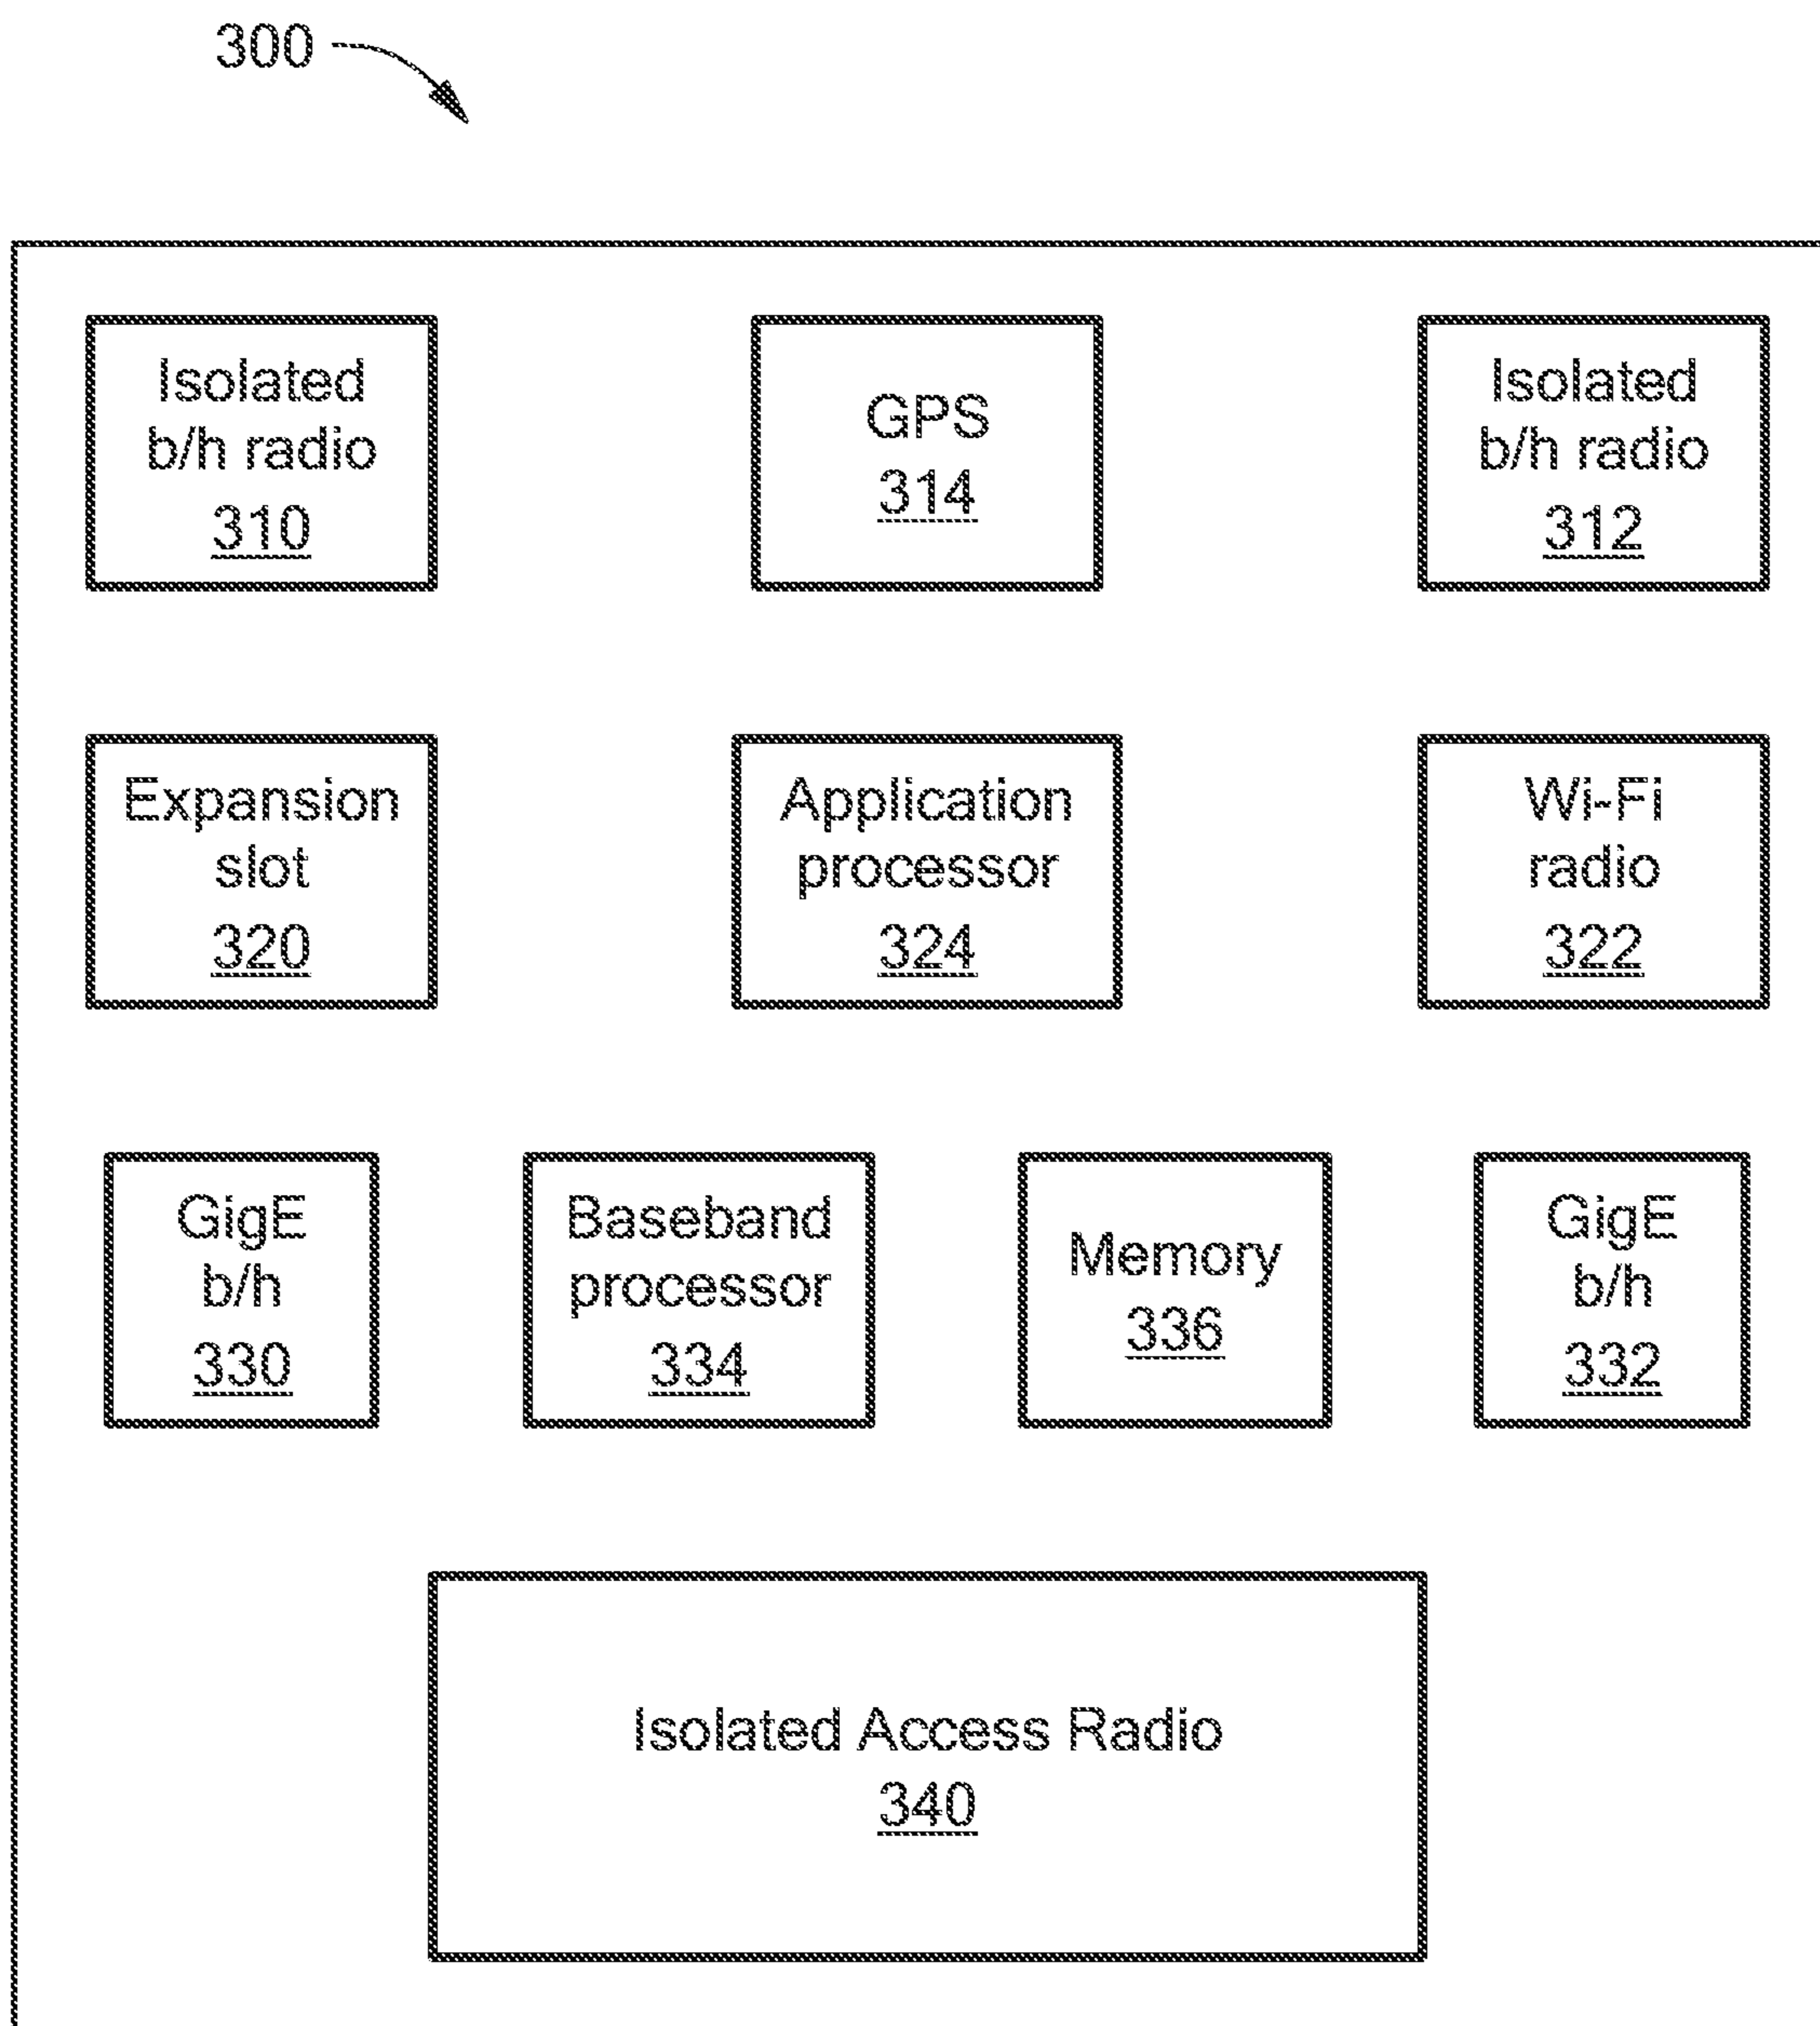 300
Isolated
b/h radio
310
GPS
314
Isolated
b/h radio
312
Expansion
slot
320
Application
processor
324
Wi-Fi
radio
322
GigE
b/h
330
Baseband
processor
334
Memory
336
GigE
b/h
332
Isolated Access Radio
340